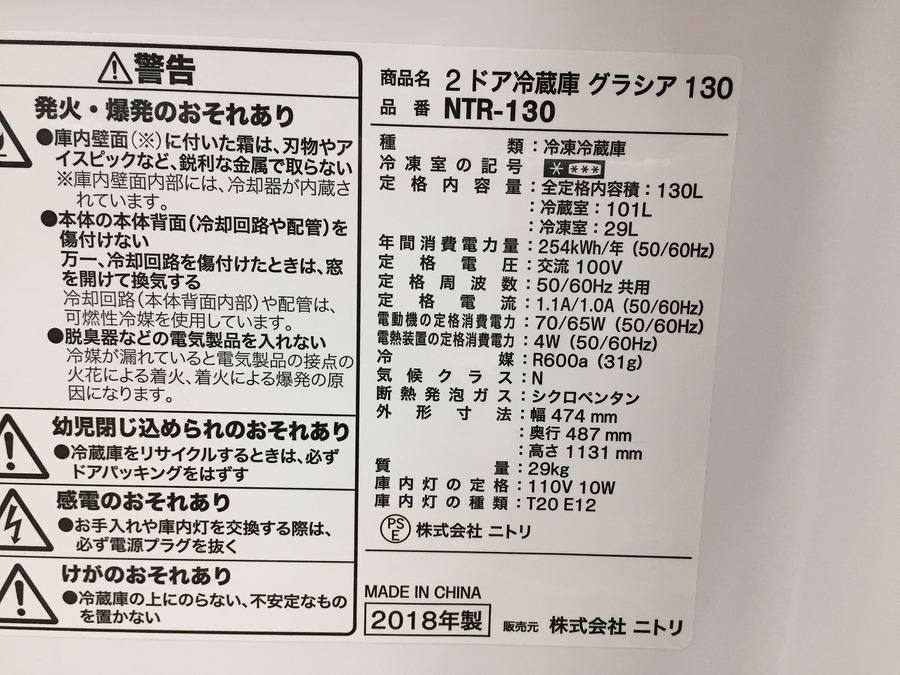 警告
発火・爆発のおそれあり
●庫内壁面(※)に付いた霜は、刃物やア
イスピックなど、鋭利な金属で取らない
※庫内壁面内部には、冷却器が内蔵さ
れています。
●本体の本体背面(冷却回路や配管)を
傷付けない
万一、冷却回路を傷付けたときは、窓
を開けて換気する
冷却回路(本体背面内部)や配管は、
可燃性冷媒を使用しています。
●脱臭器などの電気製品を入れない
冷媒が漏れていると電気製品の接点の
火花による着火、着火による爆発の原
因になります。
幼児閉じ込められのおそれあり
●冷蔵庫をリサイクルするときは、必ず
ドアパッキングをはずす
感電のおそれあり
●お手入れや庫内灯を交換する際は、
必ず電源プラグを抜く
けがのおそれあり
●冷蔵庫の上にのらない、不安定なもの
を置かない
商品名 2ドア冷蔵庫 グラシア 130
品番 NTR-130
種類:冷凍冷蔵庫
冷凍室の記号 * ***
定格内容量:全定格内容積:130L
:冷蔵室:101L
:冷凍室:29L
年間消費電力量:254kWh/年 (50/60Hz)
定格電圧:交流 100V
定格周波数:50/60Hz 共用
定格電流:1.1A/1.0A (50/60Hz)
電動機の定格消費電力:70/65W (50/60Hz)
電熱装置の定格消費電力:4W (50/60Hz)
冷媒:R600a (31g)
気候クラス:N
断熱発泡ガス:シクロペンタン
外形寸法:幅 474 mm
:奥行 487 mm
:高さ 1131 mm
質量:29kg
庫内灯の定格:110V 10W
庫内灯の種類:T20 E12
PSE 株式会社 ニトリ
MADE IN CHINA
2018年製 販売元 株式会社 ニトリ